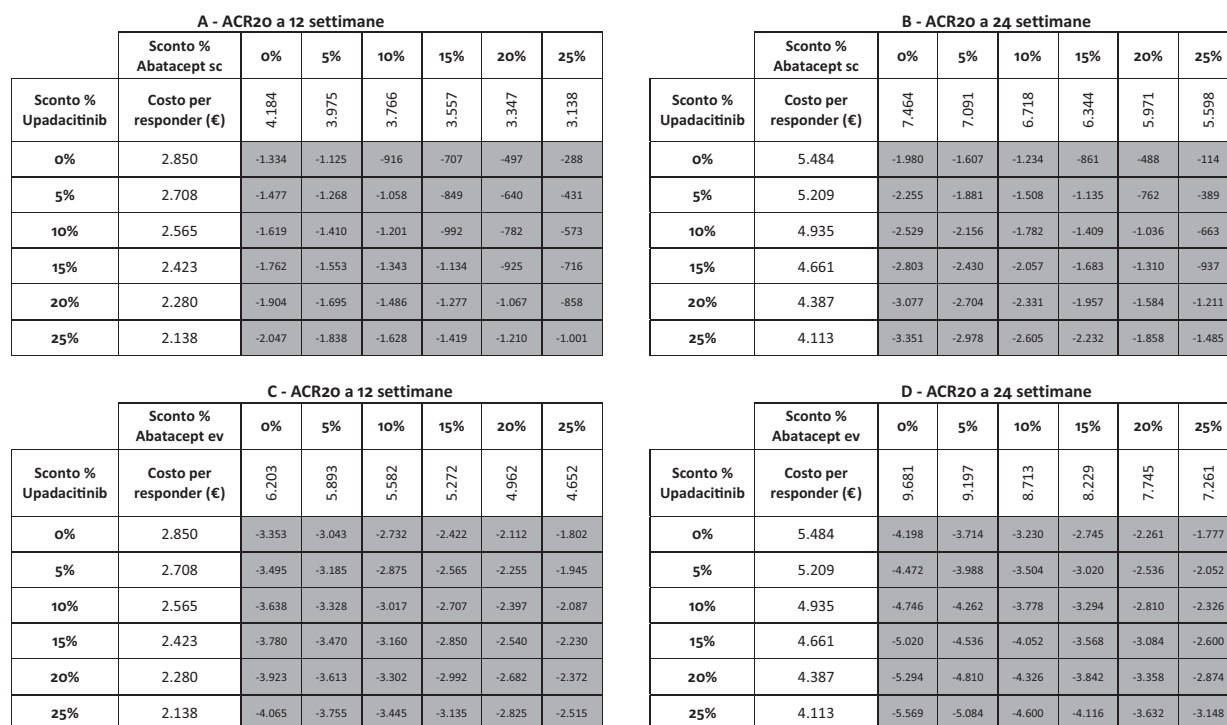 A - ACR20 a 12 settimane
Sconto % Abatacept sc 0% 5% 10% 15% 20% 25%
Sconto % Upadacitinib Costo per responder (€) 4.184 3.975 3.766 3.557 3.347 3.138
0% 2.850 -1.334 -1.125 -916 -707 -497 -288
5% 2.708 -1.477 -1.268 -1.058 -849 -640 -431
10% 2.565 -1.619 -1.410 -1.201 -992 -782 -573
15% 2.423 -1.762 -1.553 -1.343 -1.134 -925 -716
20% 2.280 -1.904 -1.695 -1.486 -1.277 -1.067 -858
25% 2.138 -2.047 -1.838 -1.628 -1.419 -1.210 -1.001
B - ACR20 a 24 settimane
Sconto % Abatacept sc 0% 5% 10% 15% 20% 25%
Sconto % Upadacitinib Costo per responder (€) 7.464 7.091 6.718 6.344 5.971 5.598
0% 5.484 -1.980 -1.607 -1.234 -861 -488 -114
5% 5.209 -2.255 -1.881 -1.508 -1.135 -762 -389
10% 4.935 -2.529 -2.156 -1.782 -1.409 -1.036 -663
15% 4.661 -2.803 -2.430 -2.057 -1.683 -1.310 -937
20% 4.387 -3.077 -2.704 -2.331 -1.957 -1.584 -1.211
25% 4.113 -3.351 -2.978 -2.605 -2.232 -1.858 -1.485
C - ACR20 a 12 settimane
Sconto % Abatacept ev 0% 5% 10% 15% 20% 25%
Sconto % Upadacitinib Costo per responder (€) 6.203 5.893 5.582 5.272 4.962 4.652
0% 2.850 -3.353 -3.043 -2.732 -2.422 -2.112 -1.802
5% 2.708 -3.495 -3.185 -2.875 -2.565 -2.255 -1.945
10% 2.565 -3.638 -3.328 -3.017 -2.707 -2.397 -2.087
15% 2.423 -3.780 -3.470 -3.160 -2.850 -2.540 -2.230
20% 2.280 -3.923 -3.613 -3.302 -2.992 -2.682 -2.372
25% 2.138 -4.065 -3.755 -3.445 -3.135 -2.825 -2.515
D - ACR20 a 24 settimane
Sconto % Abatacept ev 0% 5% 10% 15% 20% 25%
Sconto % Upadacitinib Costo per responder (€) 9.681 9.197 8.713 8.229 7.745 7.261
0% 5.484 -4.198 -3.714 -3.230 -2.745 -2.261 -1.777
5% 5.209 -4.472 -3.988 -3.504 -3.020 -2.536 -2.052
10% 4.935 -4.746 -4.262 -3.778 -3.294 -2.810 -2.326
15% 4.661 -5.020 -4.536 -4.052 -3.568 -3.084 -2.600
20% 4.387 -5.294 -4.810 -4.326 -3.842 -3.358 -2.874
25% 4.113 -5.569 -5.084 -4.600 -4.116 -3.632 -3.148